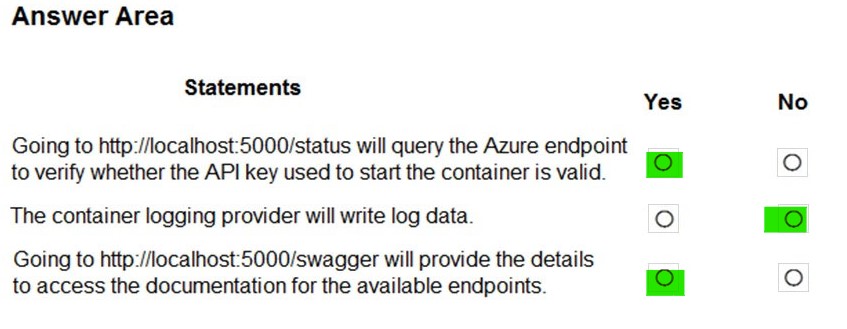 Answer Area
Statements
Yes No
Going to http://localhost:5000/status will query the Azure endpoint
to verify whether the API key used to start the container is valid.
The container logging provider will write log data.
Going to http://localhost:5000/swagger will provide the details
to access the documentation for the available endpoints.